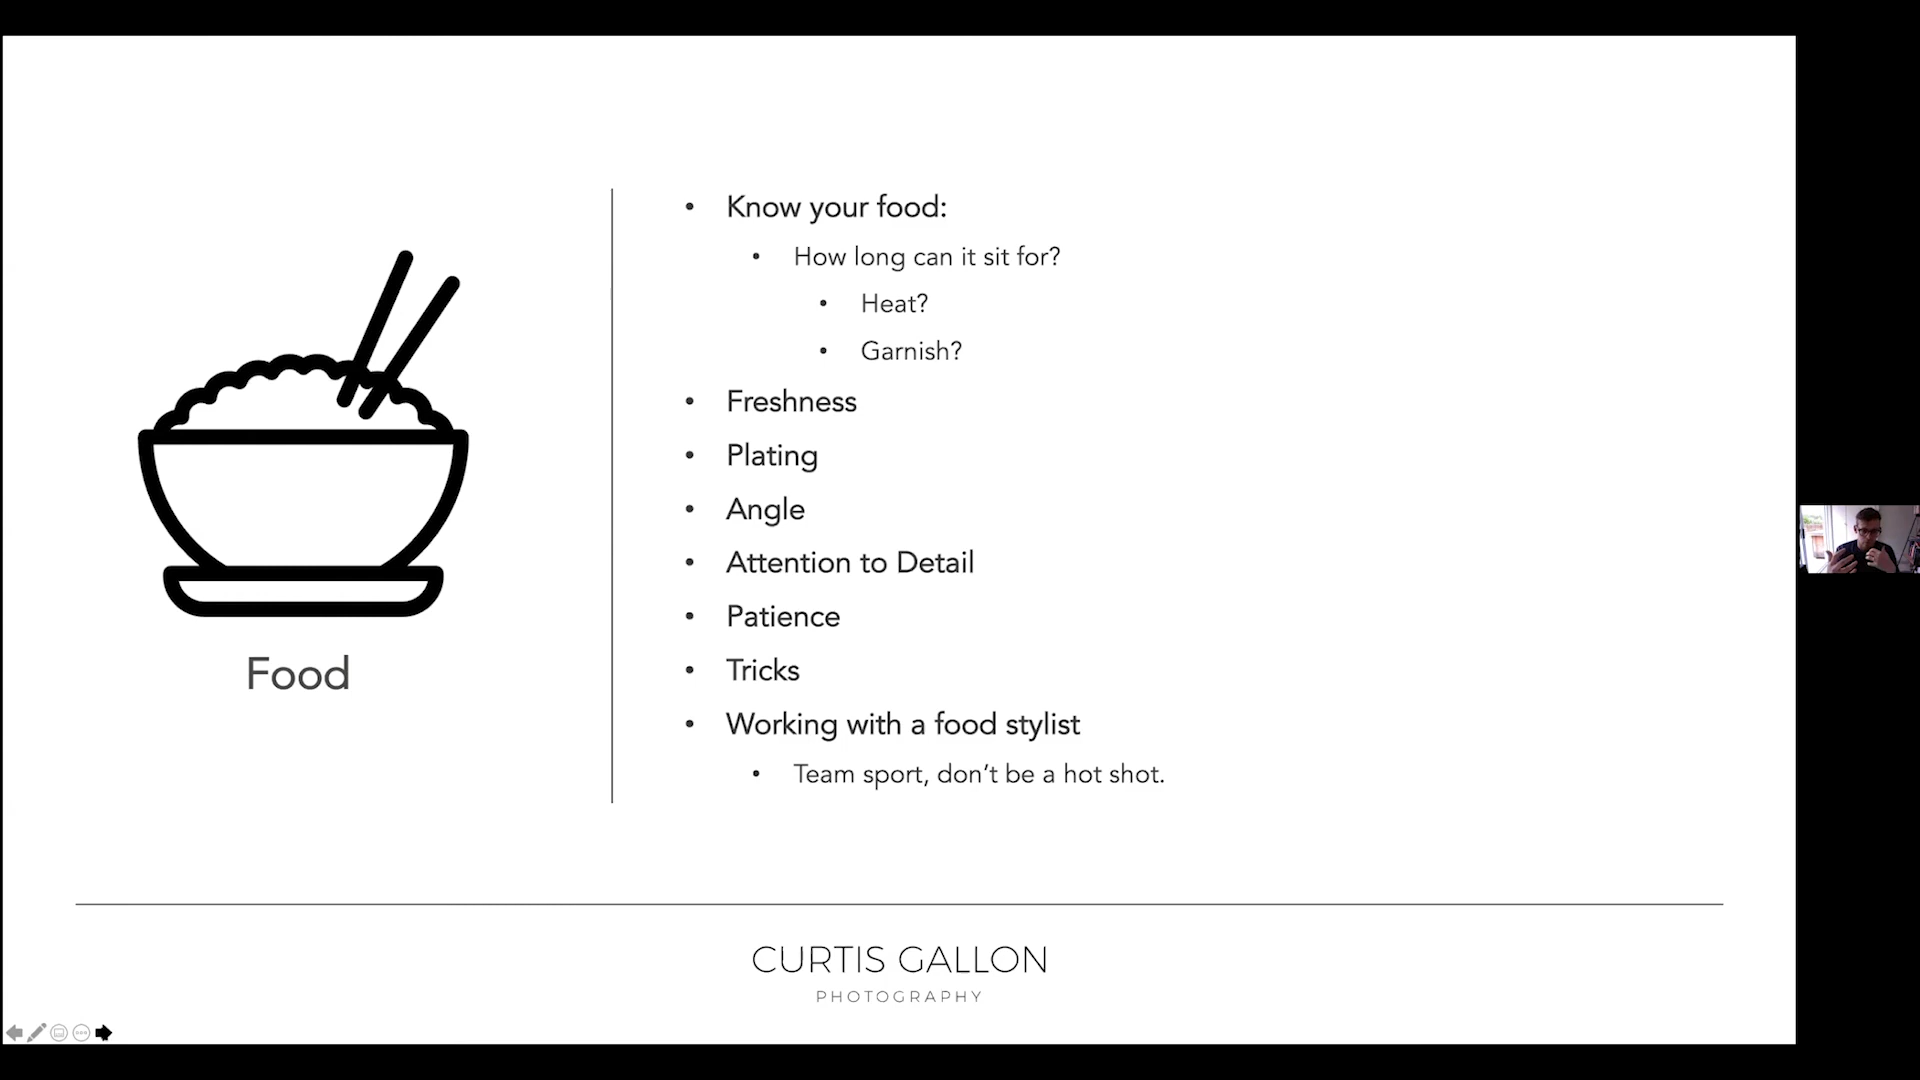 Know your food:
How long can it sit for?
Heat?
Garnish?
Freshness
Plating
Angle
Attention to Detail
Patience
Tricks
Working with a food stylist
Team sport, don’t be a hot shot.
Food
CURTIS GALLON
PHOTOGRAPHY